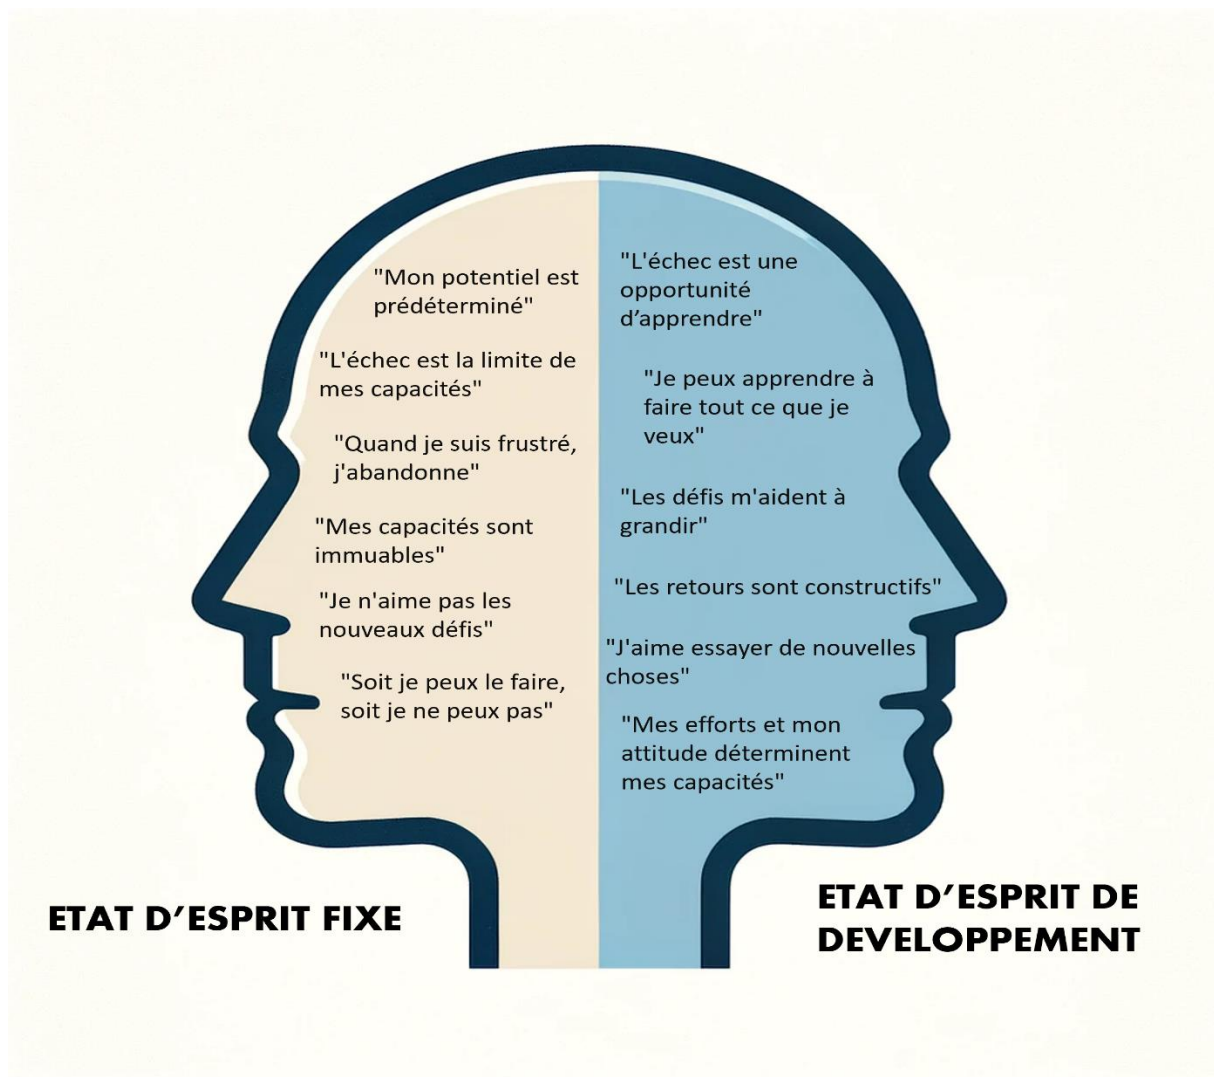 "Mon potentiel est
prédéterminé"
"L'échec est la limite de
mes capacités"
"Quand je suis frustré,
j'abandonne"
"Mes capacités sont
immuables"
"Je n'aime pas les
nouveaux défis"
"Soit je peux le faire,
soit je ne peux pas"
ETAT D’ESPRIT FIXE
"L'échec est une
opportunité
d’apprendre"
"Je peux apprendre à
faire tout ce que je
veux"
"Les défis m'aident à
grandir"
"Les retours sont constructifs"
"J'aime essayer de nouvelles
choses"
"Mes efforts et mon
attitude déterminent
mes capacités"
ETAT D’ESPRIT DE
DEVELOPPEMENT